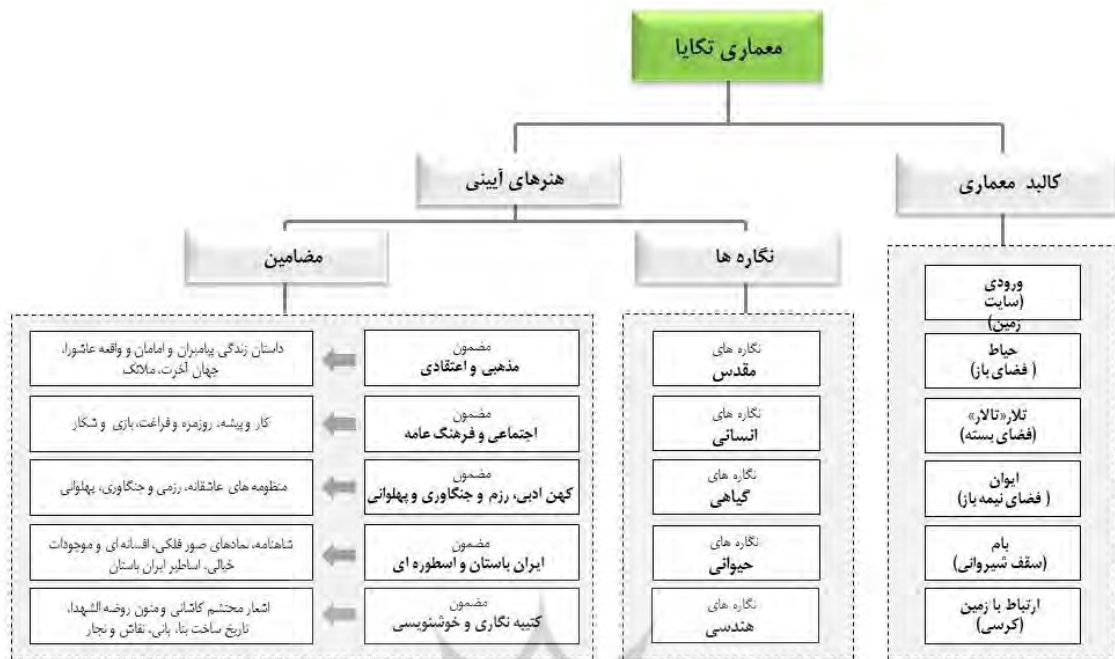 معماری تکایا
کالبد معماری
هنرهای آیینی
نگاره ها
مضامین
ورودی
(سایت
زمین)
حیاط
( فضای باز)
تلار«تالار»
(فضای بسته)
ایوان
( فضای نیمه باز)
بام
(سقف شیروانی)
ارتباط با زمین
(کرسی)
نگاره های
مقدس
نگاره های
انسانی
نگاره های
گیاهی
نگاره های
حیوانی
نگاره های
هندسی
مضمون
مذهبی و اعتقادی
داستان زندگی پیامبران و امامان و واقعه عاشورا،
جهان آخرت، ملائک
مضمون
اجتماعی و فرهنگ عامه
کار و پیشه، روزمره و فراغت، بازی و شکار
مضمون
کهن ادبی، رزم و جنگاوری و پهلوانی
منظومه های عاشقانه، رزمی و جنگاوری، پهلوانی
مضمون
ایران باستان و اسطوره ای
شاهنامه، نمادهای صور فلکی، افسانه ای و موجودات
خیالی، اساطیر ایران باستان
مضمون
کتیبه نگاری و خوشنویسی
اشعار محتشم کاشانی و متون روضه الشهدا،
تاریخ ساخت بنا، بانی، نقاش و نجار